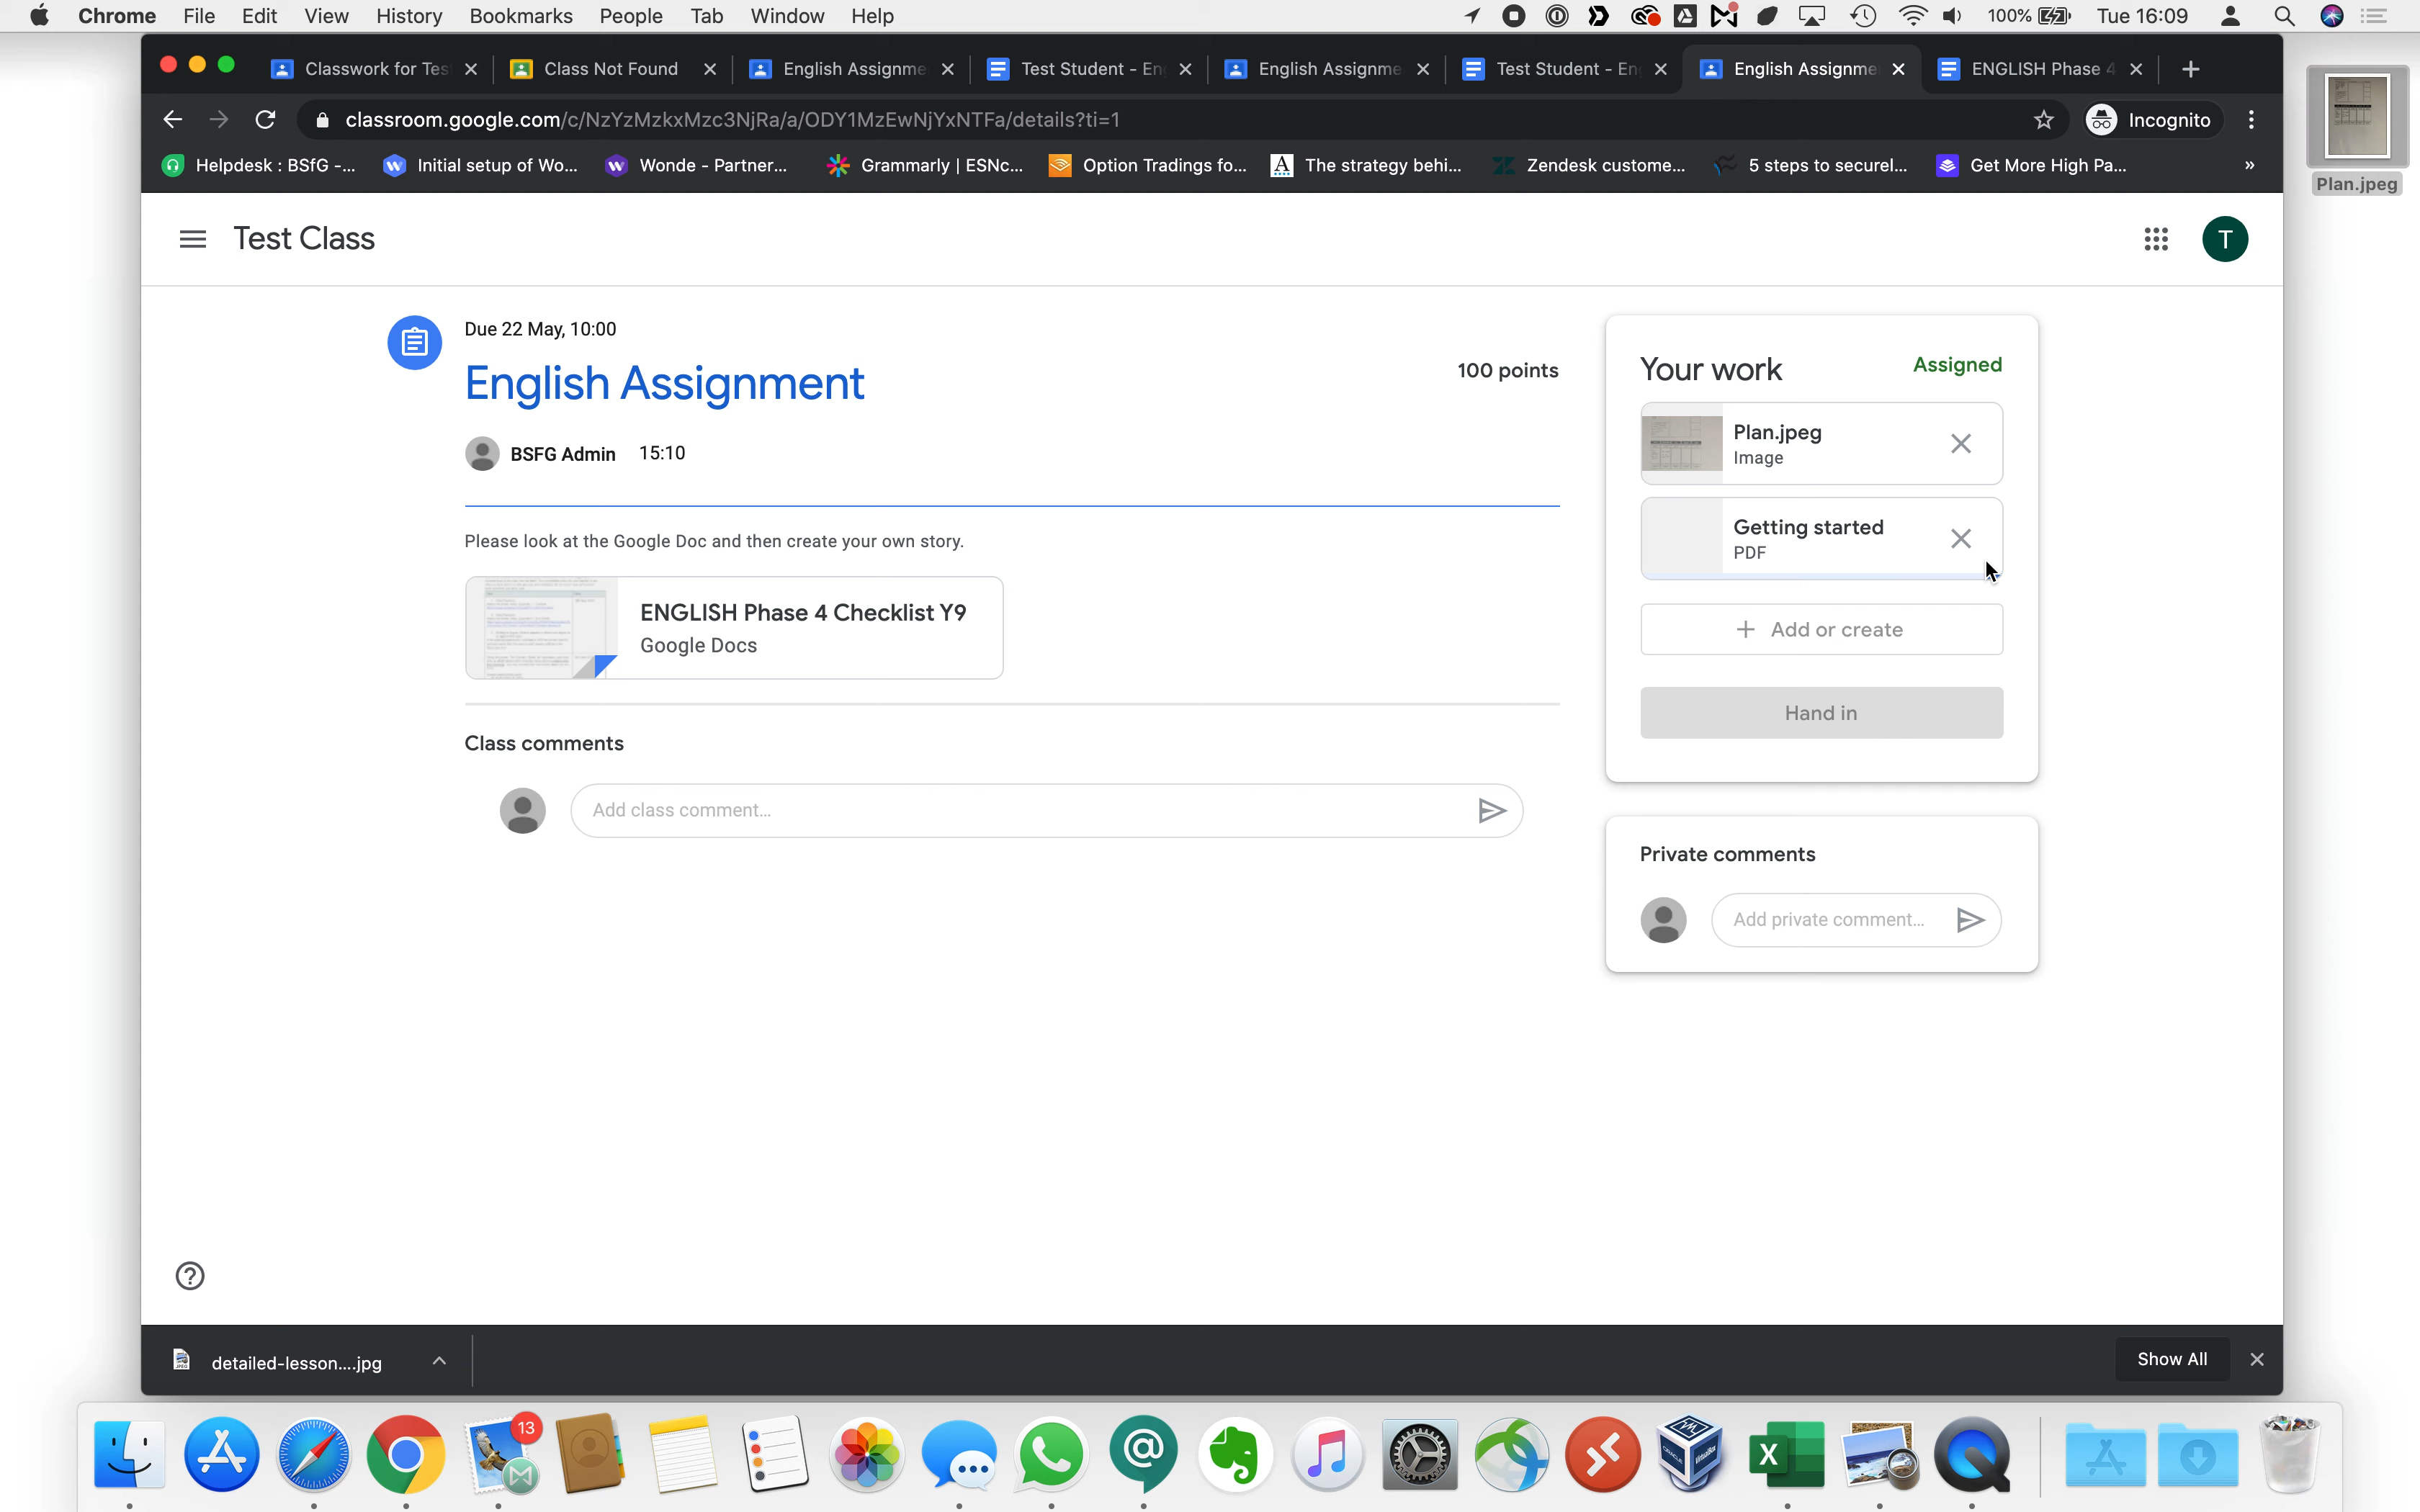 Chrome File Edit View History Bookmarks People Tab Window Help 100% Tue 16:09
Classwork for Tes Class Not Found English Assignme Test Student - En English Assignme Test Student - En English Assignme ENGLISH Phase 4
classroom.google.com/c/NzYzMzkxMzc3NjRa/a/ODY1MzEwNjYxNTFa/details?ti=1 Incognito
Helpdesk : BSfG -... Initial setup of Wo... Wonde - Partner... Grammarly | ESNc... Option Tradings fo... The strategy behi... Zendesk custome... 5 steps to securel... Get More High Pa... »
Plan.jpeg
Test Class T
Due 22 May, 10:00
English Assignment
100 points
BSFG Admin 15:10
Please look at the Google Doc and then create your own story.
ENGLISH Phase 4 Checklist Y9
Google Docs
Class comments
Add class comment...
Your work Assigned
Plan.jpeg
Image
Getting started
PDF
+ Add or create
Hand in
Private comments
Add private comment...
detailed-lesson....jpg Show All
13